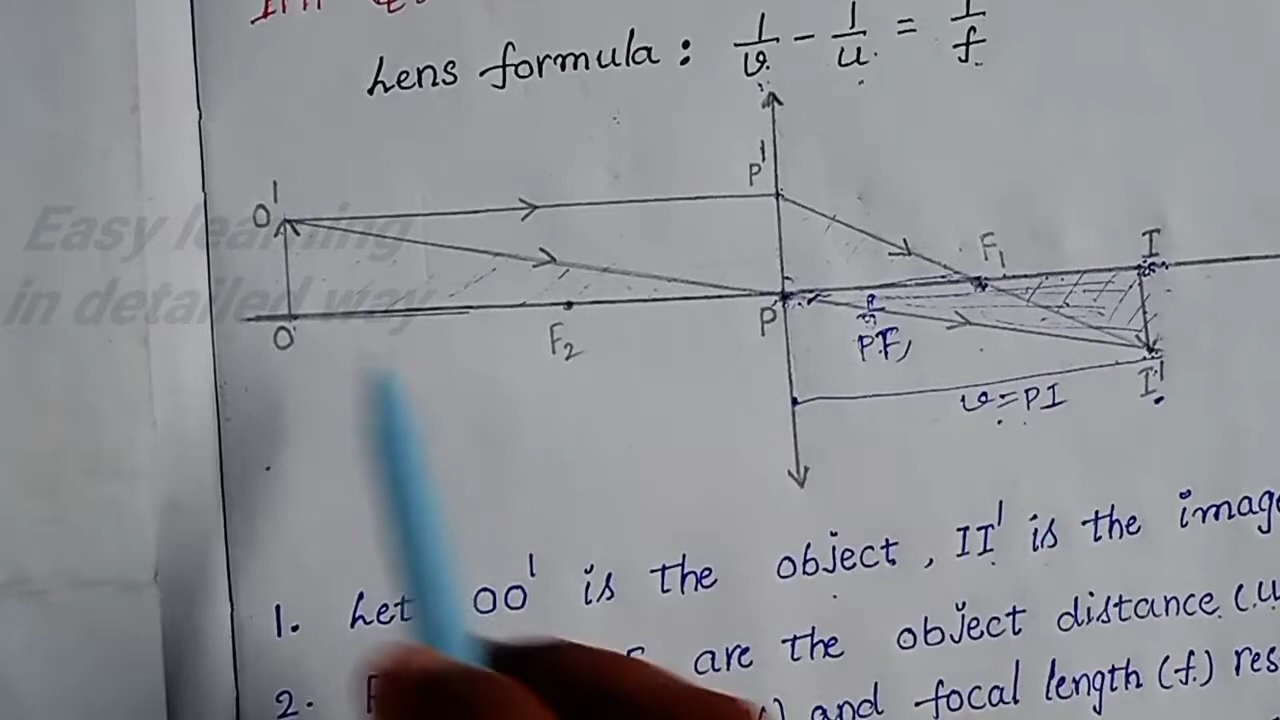 Lens formula : 1/v - 1/u = 1/f
P'
O'
F₁
I
Easy learning
in detailed way
O
F₂
P
PF₁
v=PI
I'
1. Let OO' is the object, II' is the image
2. are the object distance (u
and focal length (f) res